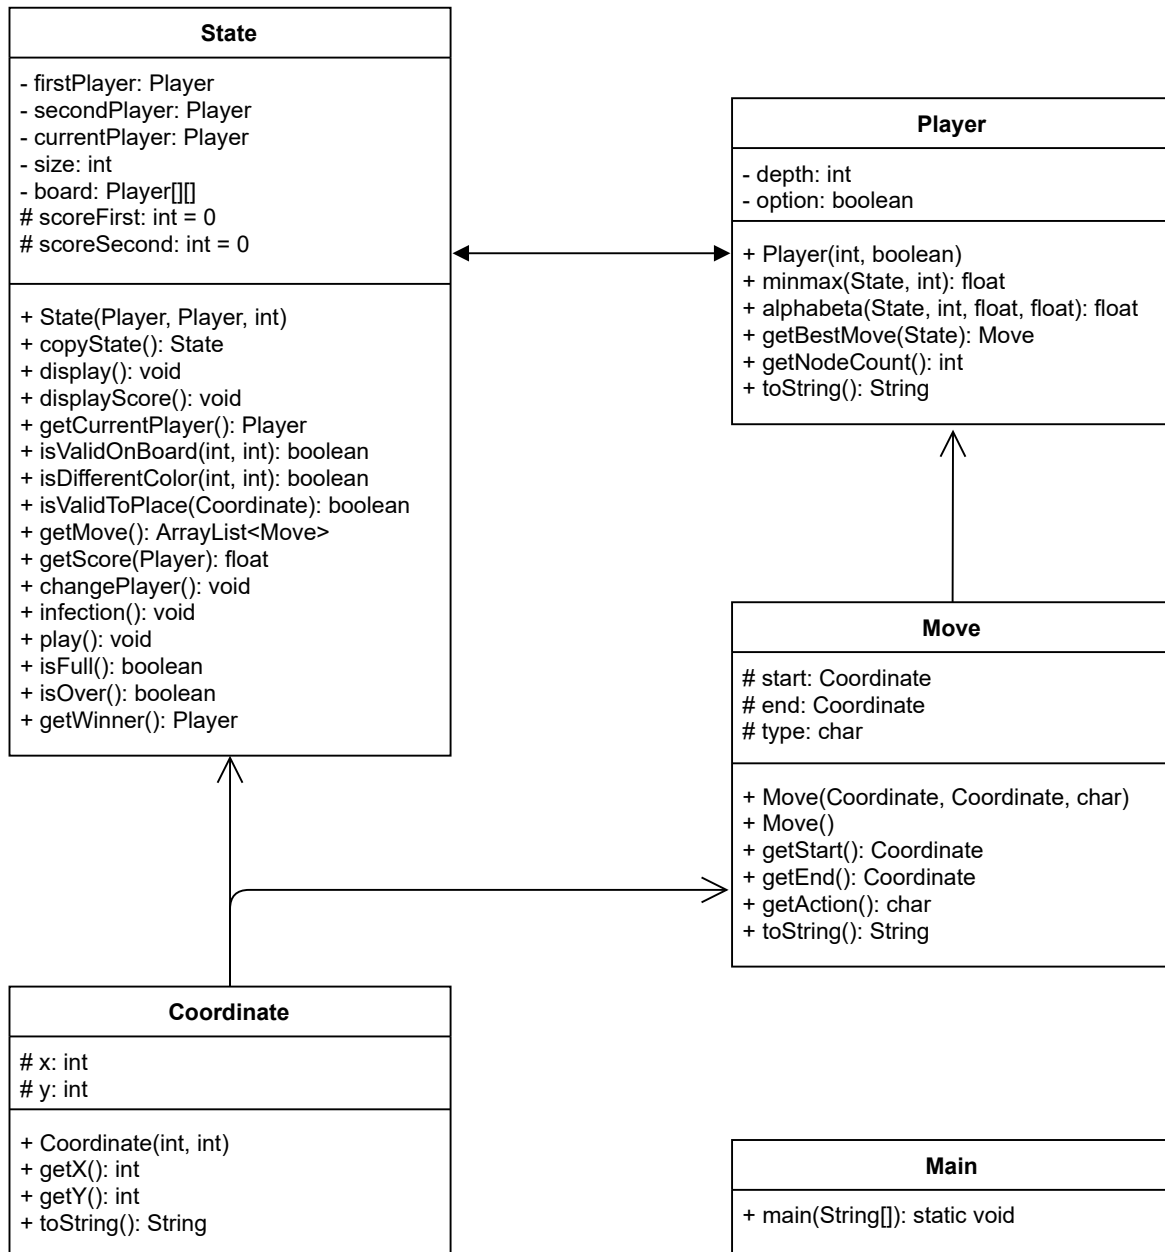 State
- firstPlayer: Player
- secondPlayer: Player
- currentPlayer: Player
- size: int
- board: Player[][]
# scoreFirst: int = 0
# scoreSecond: int = 0
+ State(Player, Player, int)
+ copyState(): State
+ display(): void
+ displayScore(): void
+ getCurrentPlayer(): Player
+ isValidOnBoard(int, int): boolean
+ isDifferentColor(int, int): boolean
+ isValidToPlace(Coordinate): boolean
+ getMove(): ArrayList<Move>
+ getScore(Player): float
+ changePlayer(): void
+ infection(): void
+ play(): void
+ isFull(): boolean
+ isOver(): boolean
+ getWinner(): Player
Player
- depth: int
- option: boolean
+ Player(int, boolean)
+ minmax(State, int): float
+ alphabeta(State, int, float, float): float
+ getBestMove(State): Move
+ getNodeCount(): int
+ toString(): String
Move
# start: Coordinate
# end: Coordinate
# type: char
+ Move(Coordinate, Coordinate, char)
+ Move()
+ getStart(): Coordinate
+ getEnd(): Coordinate
+ getAction(): char
+ toString(): String
Coordinate
# x: int
# y: int
+ Coordinate(int, int)
+ getX(): int
+ getY(): int
+ toString(): String
Main
+ main(String[]): static void